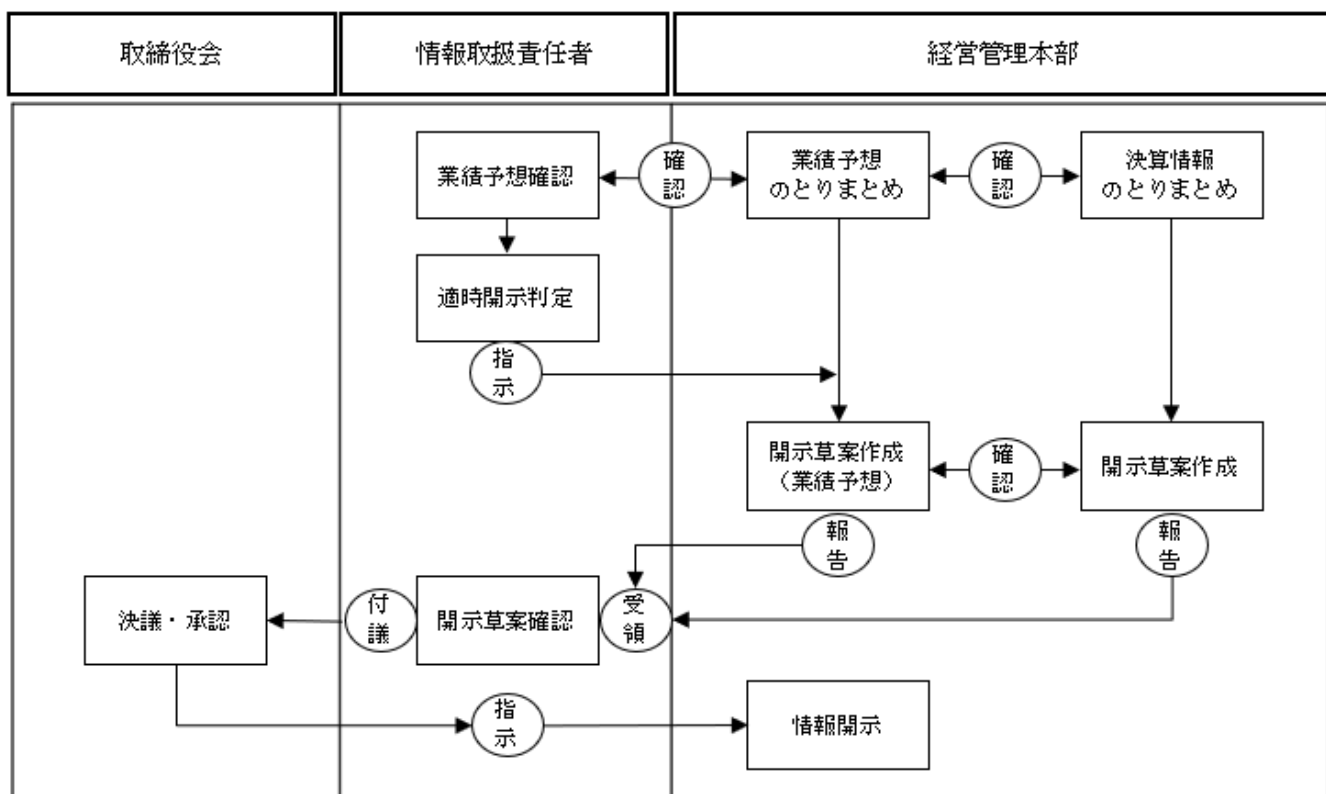 取締役会
情報取扱責任者
経営管理本部
業績予想確認
確
認
業績予想
のとりまとめ
確
認
決算情報
のとりまとめ
適時開示判定
指
示
開示草案作成
(業績予想)
確
認
開示草案作成
報
告
報
告
決議・承認
付
議
開示草案確認
受
領
指
示
情報開示